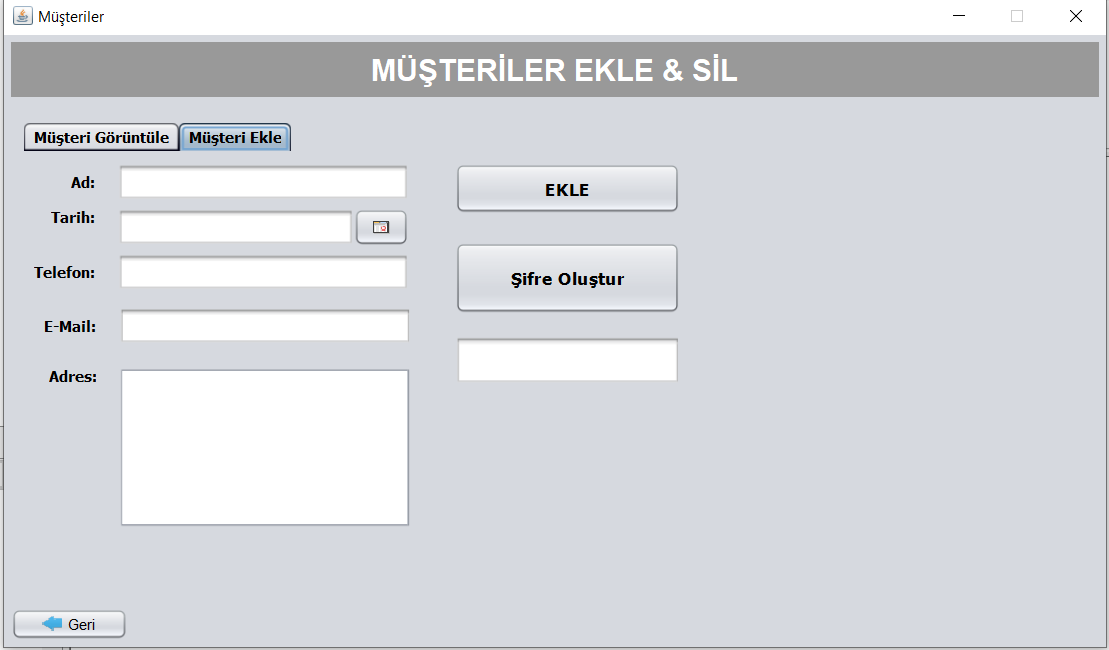 Müşteriler
MÜŞTERİLER EKLE & SİL
Müşteri Görüntüle
Müşteri Ekle
Ad:
EKLE
Tarih:
Şifre Oluştur
Telefon:
E-Mail:
Adres:
Geri